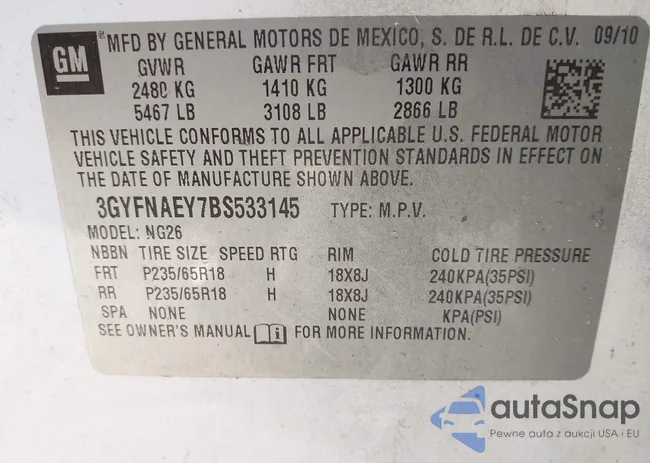 GM ® MFD BY GENERAL MOTORS DE MEXICO, S. DE R.L. DE C.V. 09/10
GVWR GAWR FRT GAWR RR
2480 KG 1410 KG 1300 KG
5467 LB 3108 LB 2866 LB
THIS VEHICLE CONFORMS TO ALL APPLICABLE U.S. FEDERAL MOTOR
VEHICLE SAFETY AND THEFT PREVENTION STANDARDS IN EFFECT ON
THE DATE OF MANUFACTURE SHOWN ABOVE.
3GYFNAEY7BS533145 TYPE: M.P.V.
MODEL: NG26
NBBN TIRE SIZE SPEED RTG RIM COLD TIRE PRESSURE
FRT P235/65R18 H 18X8J 240KPA(35PSI)
RR P235/65R18 H 18X8J 240KPA(35PSI)
SPA NONE NONE KPA(PSI)
SEE OWNER'S MANUAL FOR MORE INFORMATION.
autaSnap
Pewne auta z aukcji USA i EU